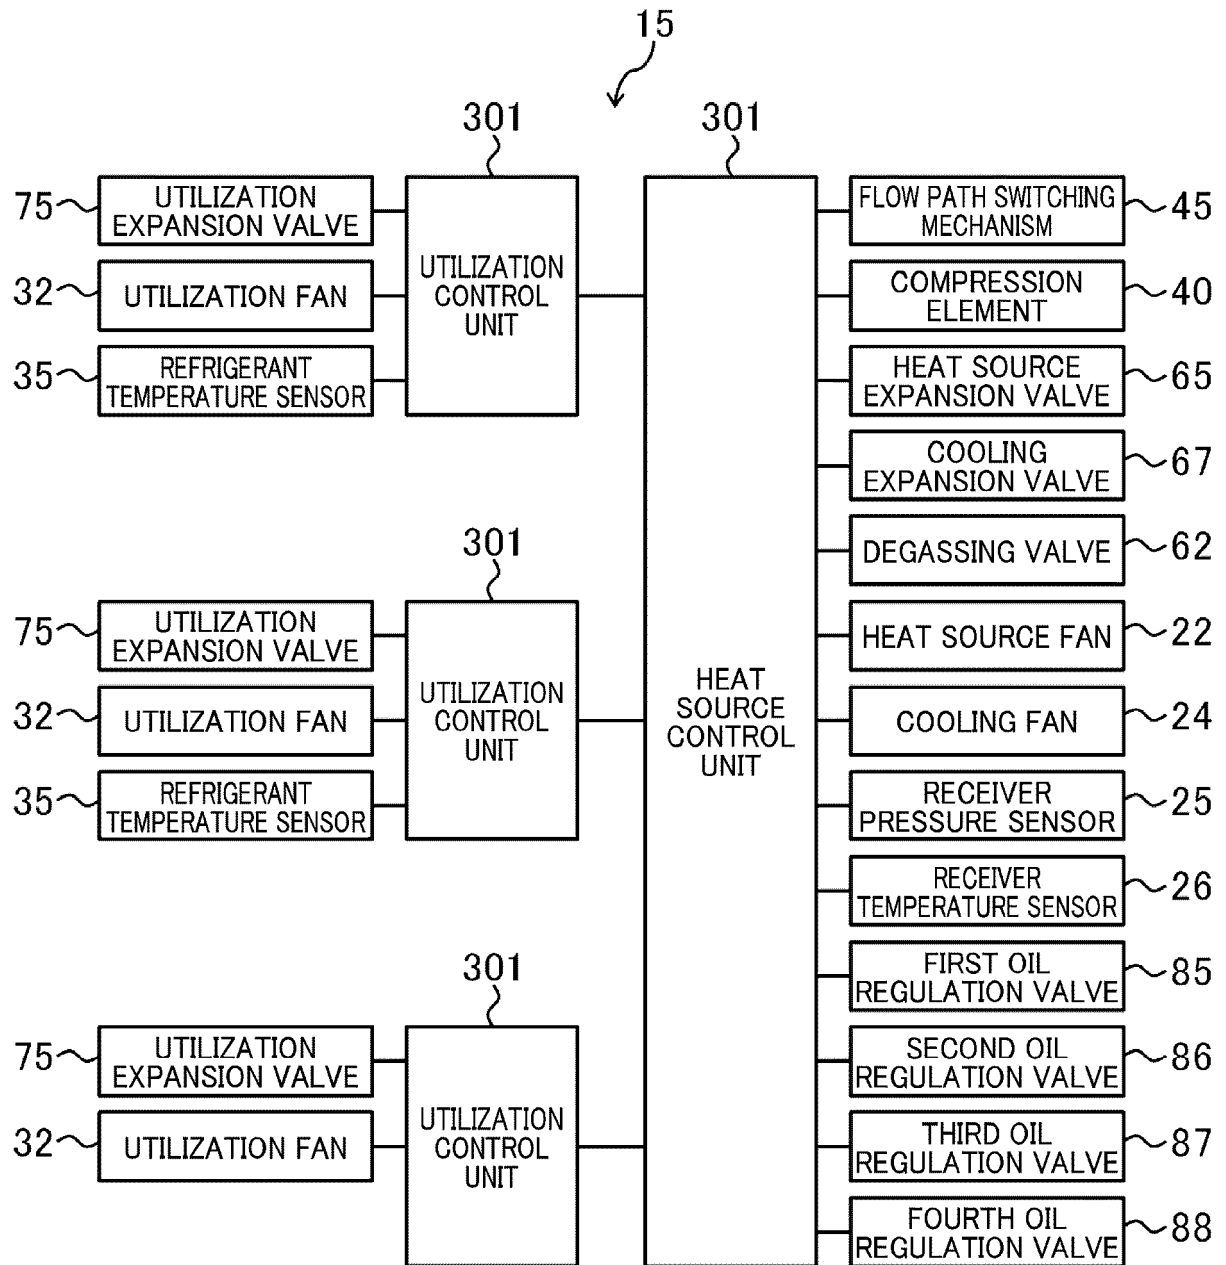 15
301
301
75
UTILIZATION
EXPANSION VALVE
32
UTILIZATION FAN
35
REFRIGERANT
TEMPERATURE SENSOR
UTILIZATION
CONTROL
UNIT
301
75
UTILIZATION
EXPANSION VALVE
32
UTILIZATION FAN
35
REFRIGERANT
TEMPERATURE SENSOR
UTILIZATION
CONTROL
UNIT
301
75
UTILIZATION
EXPANSION VALVE
32
UTILIZATION FAN
UTILIZATION
CONTROL
UNIT
HEAT
SOURCE
CONTROL
UNIT
FLOW PATH SWITCHING
MECHANISM
45
COMPRESSION
ELEMENT
40
HEAT SOURCE
EXPANSION VALVE
65
COOLING
EXPANSION VALVE
67
DEGASSING VALVE
62
HEAT SOURCE FAN
22
COOLING FAN
24
RECEIVER
PRESSURE SENSOR
25
RECEIVER
TEMPERATURE SENSOR
26
FIRST OIL
REGULATION VALVE
85
SECOND OIL
REGULATION VALVE
86
THIRD OIL
REGULATION VALVE
87
FOURTH OIL
REGULATION VALVE
88